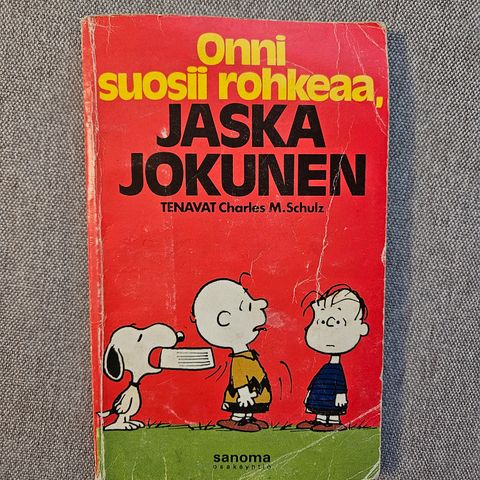 Onni
suosii rohkeaa,
JASKA
JOKUNEN
TENAVAT Charles M. Schulz
sanoma
osakeyhtiö